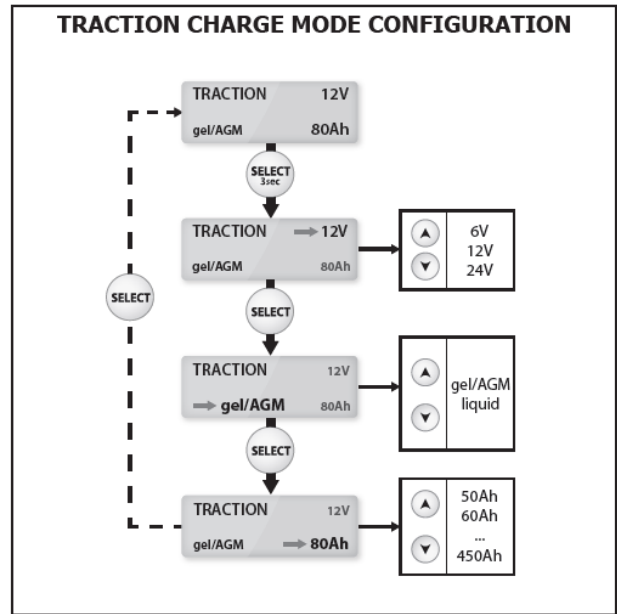 TRACTION CHARGE MODE CONFIGURATION
TRACTION 12V
gel/AGM 80Ah
SELECT
3sec
TRACTION 12V
gel/AGM 80Ah
6V
12V
24V
SELECT
SELECT
TRACTION 12V
gel/AGM 80Ah
gel/AGM
liquid
SELECT
TRACTION 12V
gel/AGM 80Ah
50Ah
60Ah
...
450Ah